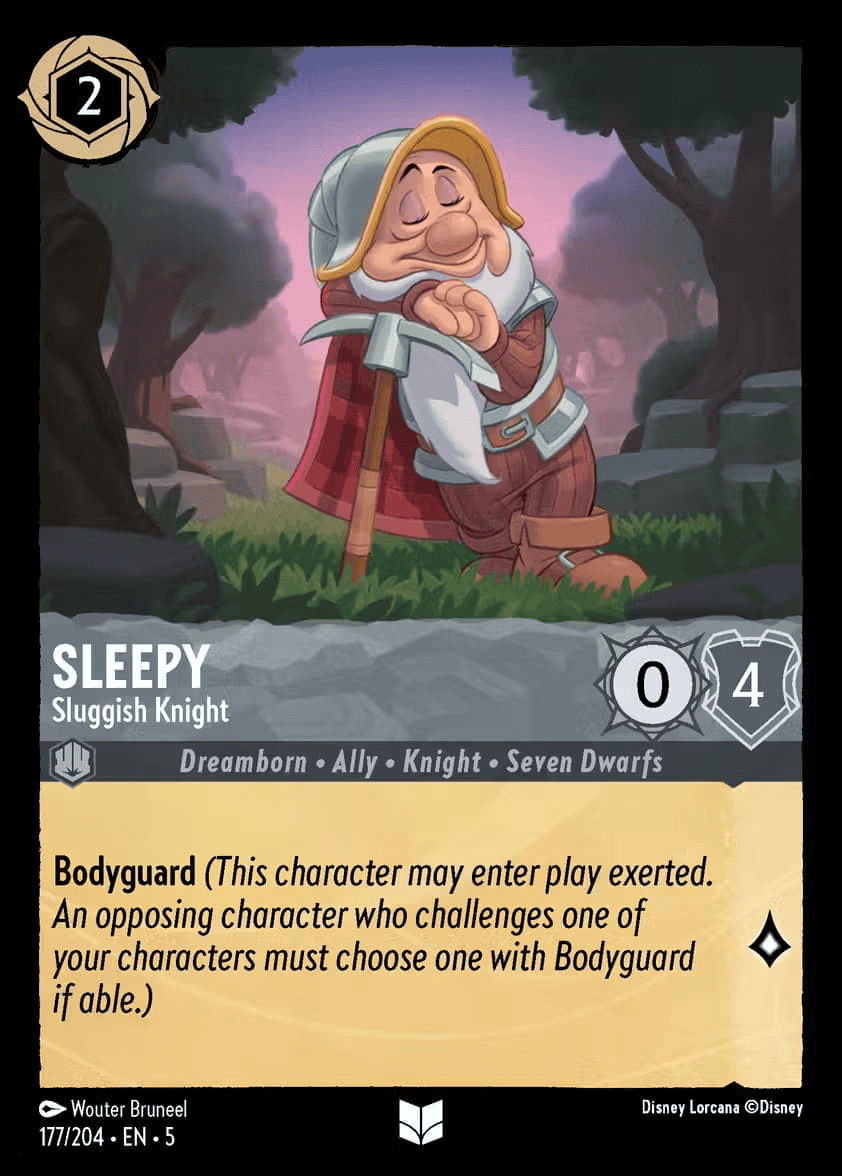 2
SLEEPY
Sluggish Knight
0
4
Dreamborn • Ally • Knight • Seven Dwarfs
Bodyguard (This character may enter play exerted.
An opposing character who challenges one of
your characters must choose one with Bodyguard
if able.)
Wouter Bruneel
177/204 • EN • 5
Disney Lorcana ©Disney